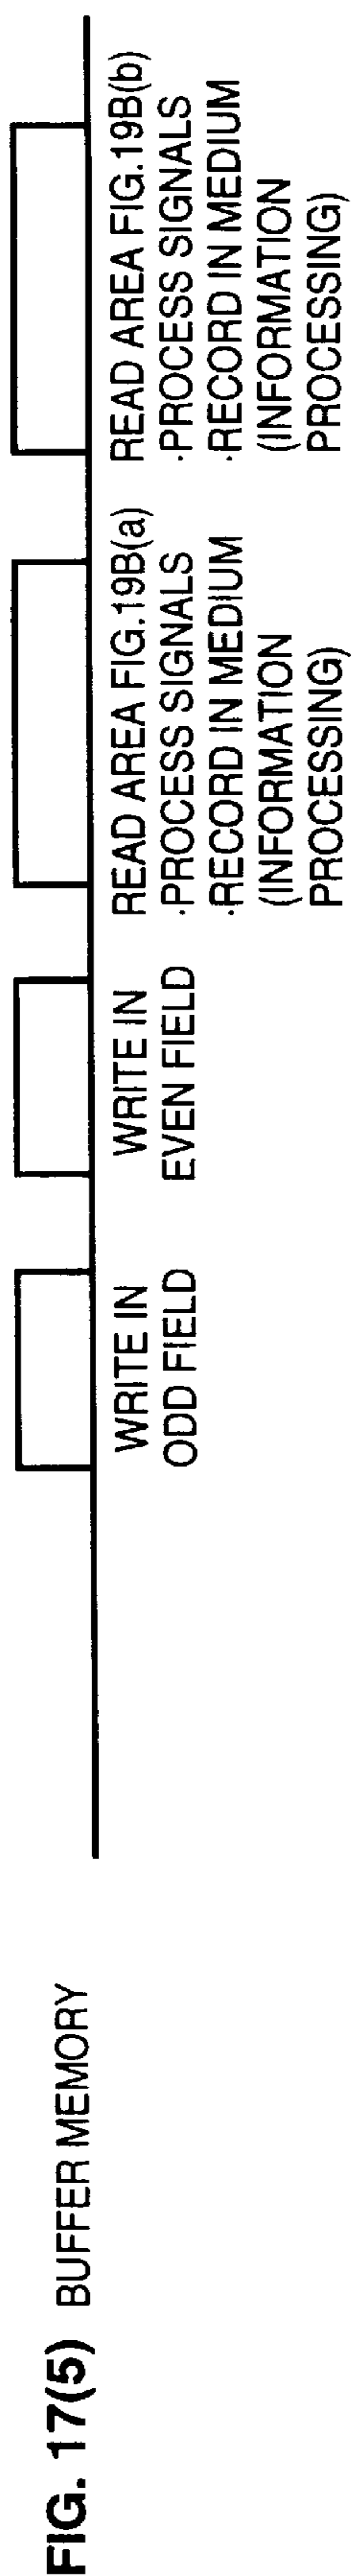 FIG. 17(5) BUFFER MEMORY
WRITE IN
ODD FIELD
WRITE IN
EVEN FIELD
READ AREA FIG.19B(a)
·PROCESS SIGNALS
·RECORD IN MEDIUM
(INFORMATION
PROCESSING)
READ AREA FIG.19B(b)
·PROCESS SIGNALS
·RECORD IN MEDIUM
(INFORMATION
PROCESSING)